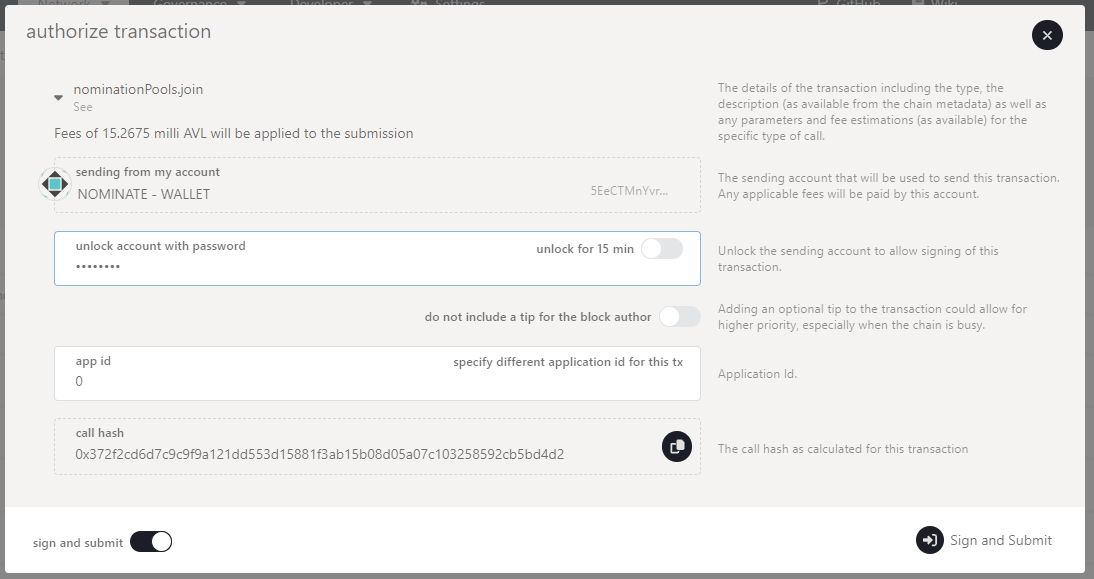 Network Governance Developer Settings GitHub Wiki
authorize transaction
nominationPools.join
See
The details of the transaction including the type, the
description (as available from the chain metadata) as well as
any parameters and fee estimations (as available) for the
specific type of call.
Fees of 15.2675 milli AVL will be applied to the submission
sending from my account
NOMINATE - WALLET
5EeCTMnYvr...
The sending account that will be used to send this transaction.
Any applicable fees will be paid by this account.
unlock account with password
unlock for 15 min
••••••••
Unlock the sending account to allow signing of this
transaction.
do not include a tip for the block author
Adding an optional tip to the transaction could allow for
higher priority, especially when the chain is busy.
app id
specify different application id for this tx
0
Application Id.
call hash
0x372f2cd6d7c9c9f9a121dd553d15881f3ab15b08d05a07c103258592cb5bd4d2
The call hash as calculated for this transaction
sign and submit
Sign and Submit